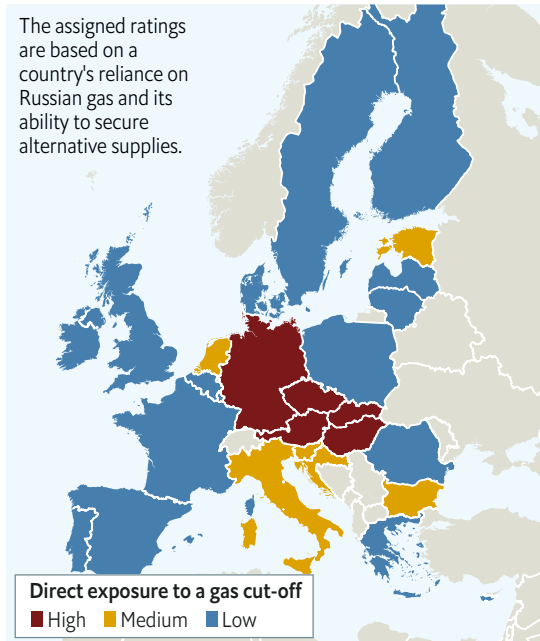 The assigned ratings
are based on a
country's reliance on
Russian gas and its
ability to secure
alternative supplies.
Direct exposure to a gas cut-off
High Medium Low